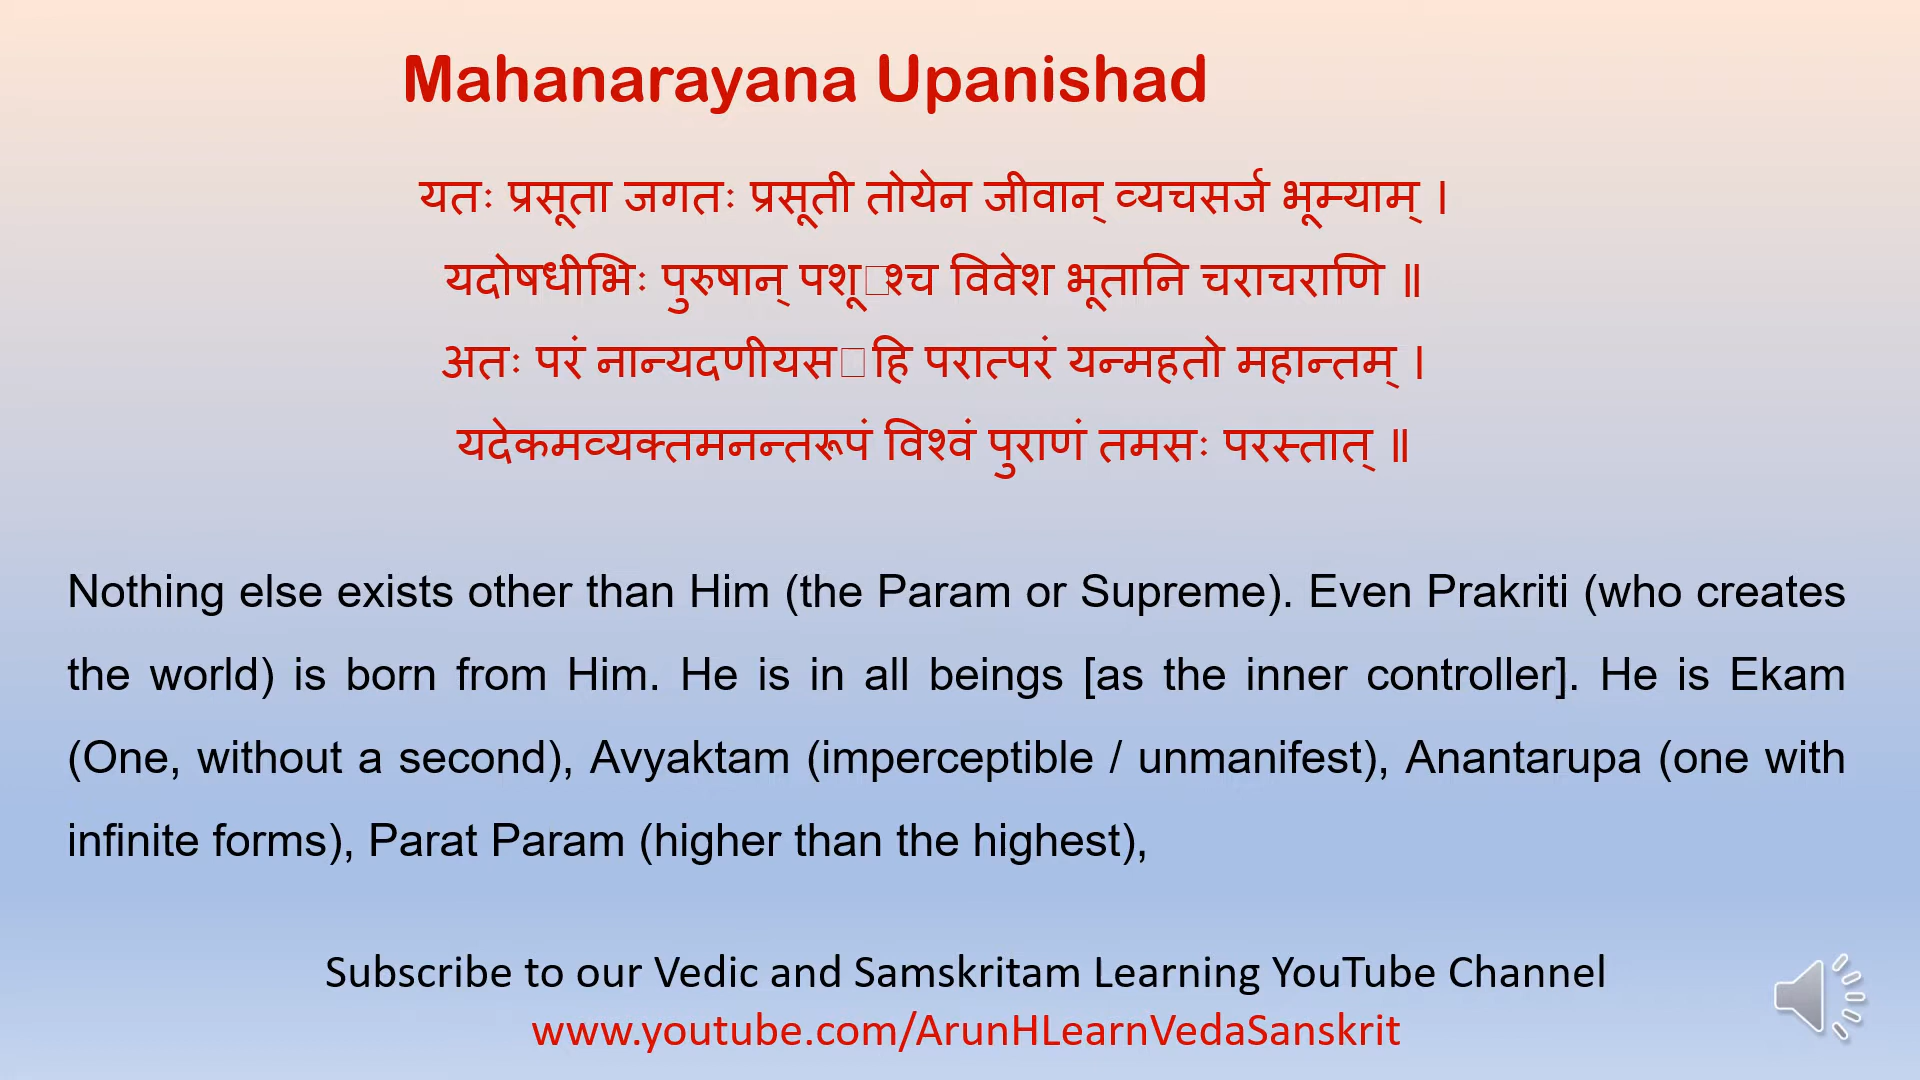 Mahanarayana Upanishad
यतः प्रसूता जगतः प्रसूती तोयेन जीवान् व्यचसर्ज भूम्याम् ।
यदोषधीभिः पुरुषान् पशू□श्च विवेश भूतानि चराचराणि ॥
अतः परं नान्यदणीयस□हि परात्परं यन्महतो महान्तम् ।
यदेकमव्यक्तमनन्तरूपं विश्वं पुराणं तमसः परस्तात् ॥
Nothing else exists other than Him (the Param or Supreme). Even Prakriti (who creates
the world) is born from Him. He is in all beings [as the inner controller]. He is Ekam
(One, without a second), Avyaktam (imperceptible / unmanifest), Anantarupa (one with
infinite forms), Parat Param (higher than the highest),
Subscribe to our Vedic and Samskritam Learning YouTube Channel
www.youtube.com/ArunHLearnVedaSanskrit